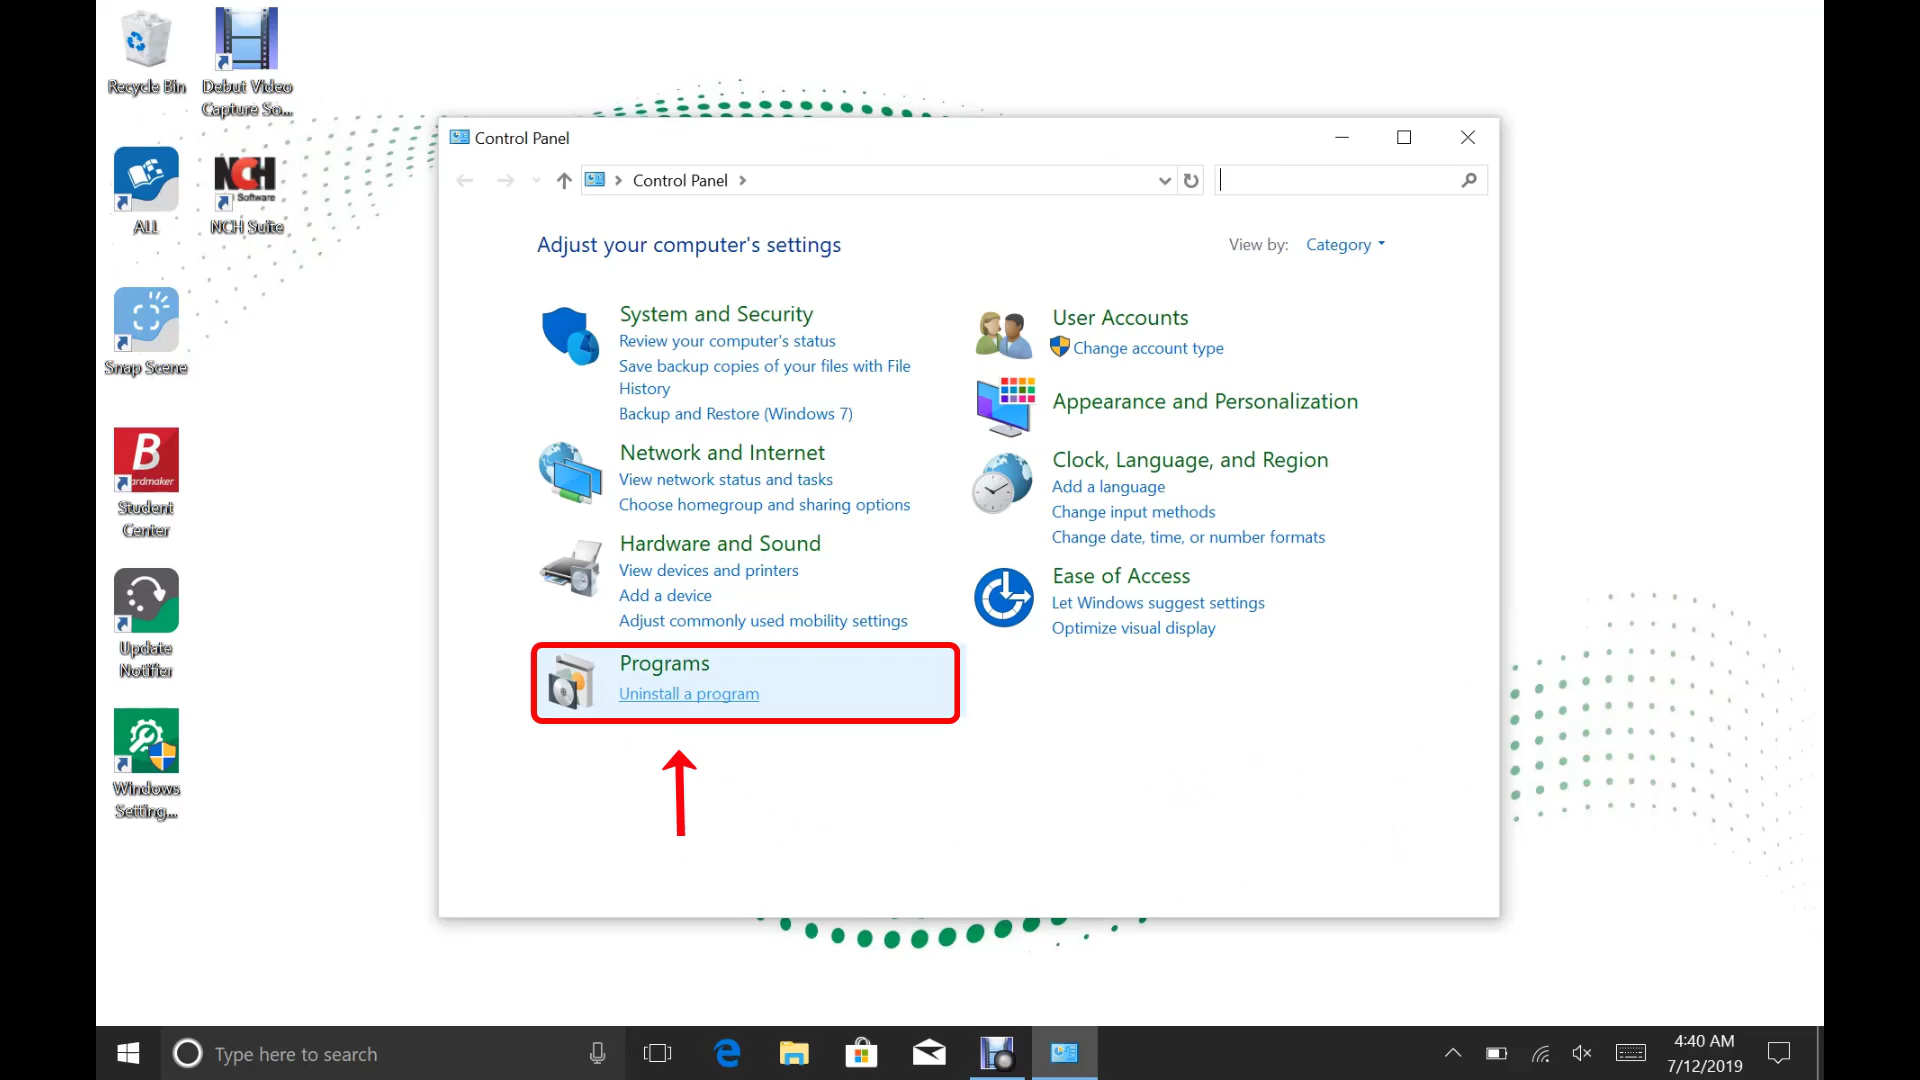 Recycle Bin
Debut Video
Capture So...
ALL
NCH
Software
NCH Suite
Snap Scene
B
ardmaker
Student
Center
Update
Notifier
Windows
Setting...
Control Panel
Control Panel
Adjust your computer's settings
View by: Category
System and Security
Review your computer's status
Save backup copies of your files with File
History
Backup and Restore (Windows 7)
Network and Internet
View network status and tasks
Choose homegroup and sharing options
Hardware and Sound
View devices and printers
Add a device
Adjust commonly used mobility settings
Programs
Uninstall a program
User Accounts
Change account type
Appearance and Personalization
Clock, Language, and Region
Add a language
Change input methods
Change date, time, or number formats
Ease of Access
Let Windows suggest settings
Optimize visual display
Type here to search
4:40 AM
7/12/2019